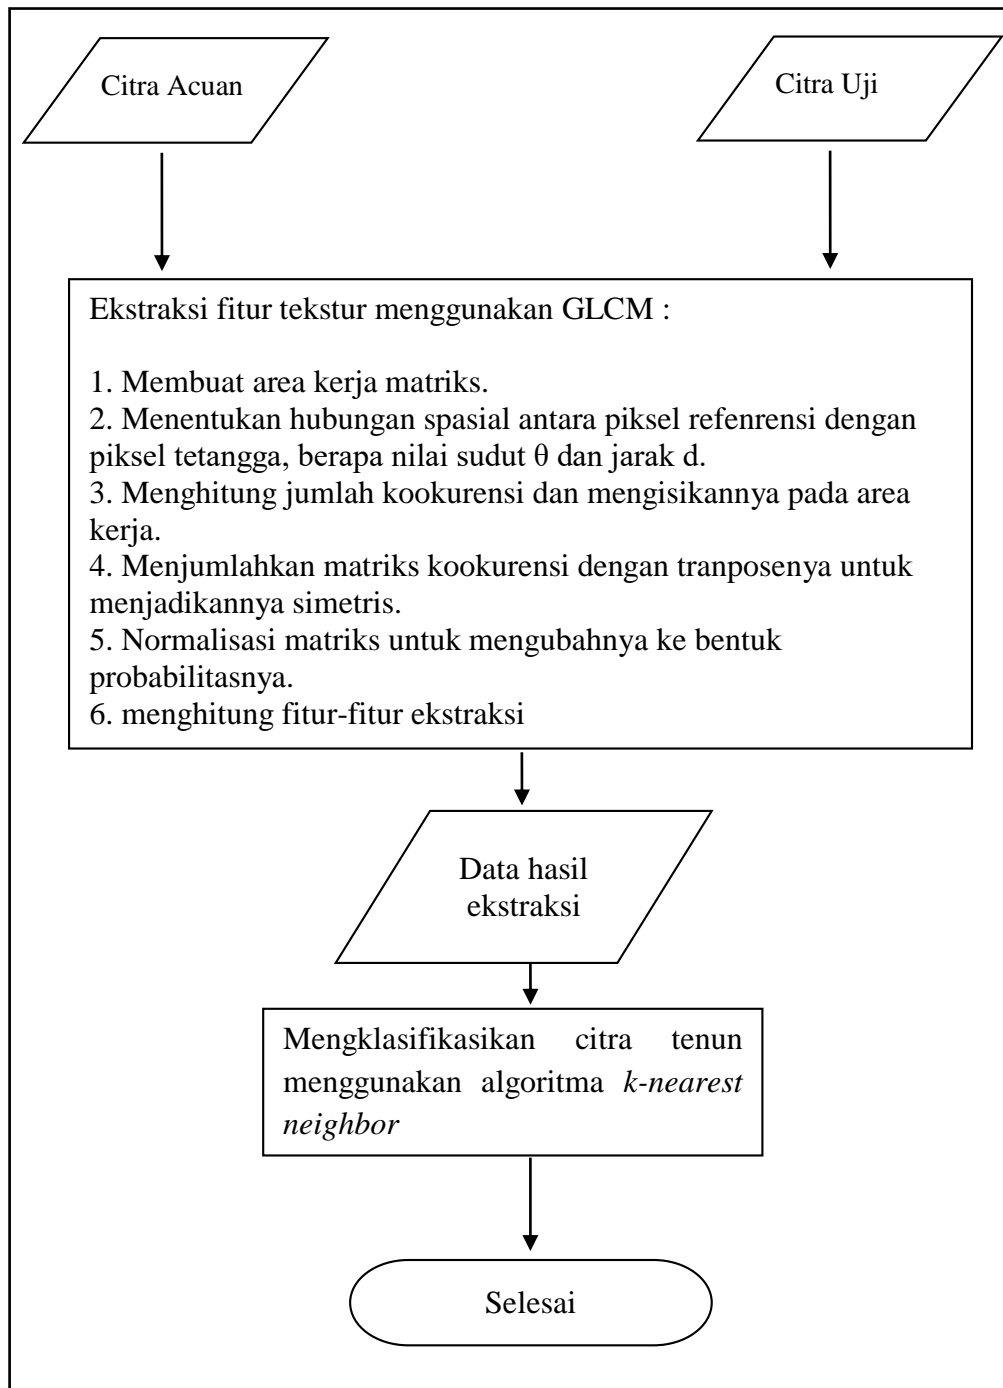 Citra Acuan
Citra Uji
Ekstraksi fitur tekstur menggunakan GLCM :
1. Membuat area kerja matriks.
2. Menentukan hubungan spasial antara piksel refenrensi dengan
piksel tetangga, berapa nilai sudut θ dan jarak d.
3. Menghitung jumlah kookurensi dan mengisikannya pada area
kerja.
4. Menjumlahkan matriks kookurensi dengan tranposenya untuk
menjadikannya simetris.
5. Normalisasi matriks untuk mengubahnya ke bentuk
probabilitasnya.
6. menghitung fitur-fitur ekstraksi
Data hasil
ekstraksi
Mengklasifikasikan citra tenun
menggunakan algoritma k-nearest
neighbor
Selesai